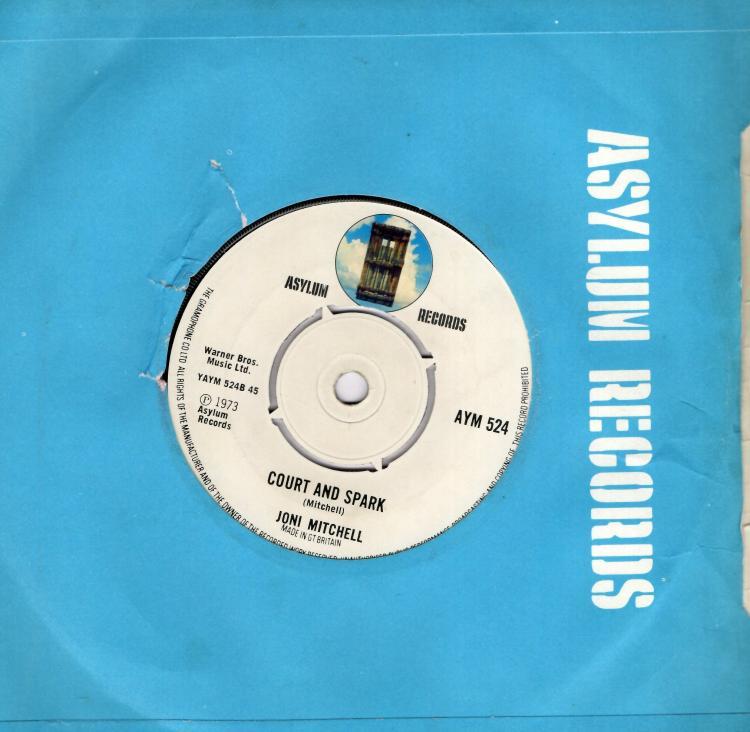 ASYLUM RECORDS
ASYLUM RECORDS
Warner Bros.
Music Ltd.
YAYM 524B 45
Ⓟ 1973
Asylum
Records
AYM 524
COURT AND SPARK
(Mitchell)
JONI MITCHELL
MADE IN GT BRITAIN
THE GRAMOPHONE CO LTD ALL RIGHTS OF THE MANUFACTURER AND OF THE OWNER OF THE RECORDED WORK RESERVED COPYING OF THIS RECORD PROHIBITED